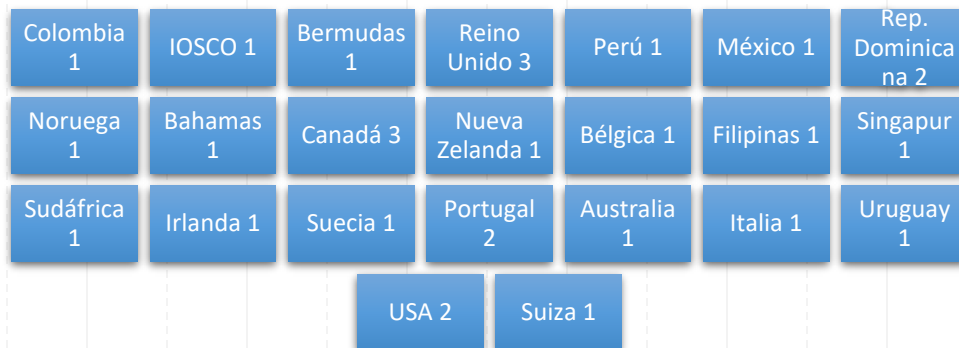 Colombia
1
IOSCO 1
Bermudas
1
Reino
Unido 3
Perú 1
México 1
Rep.
Dominica
na 2
Noruega
1
Bahamas
1
Canadá 3
Nueva
Zelanda 1
Bélgica 1
Filipinas 1
Singapur
1
Sudáfrica
1
Irlanda 1
Suecia 1
Portugal
2
Australia
1
Italia 1
Uruguay
1
USA 2
Suiza 1